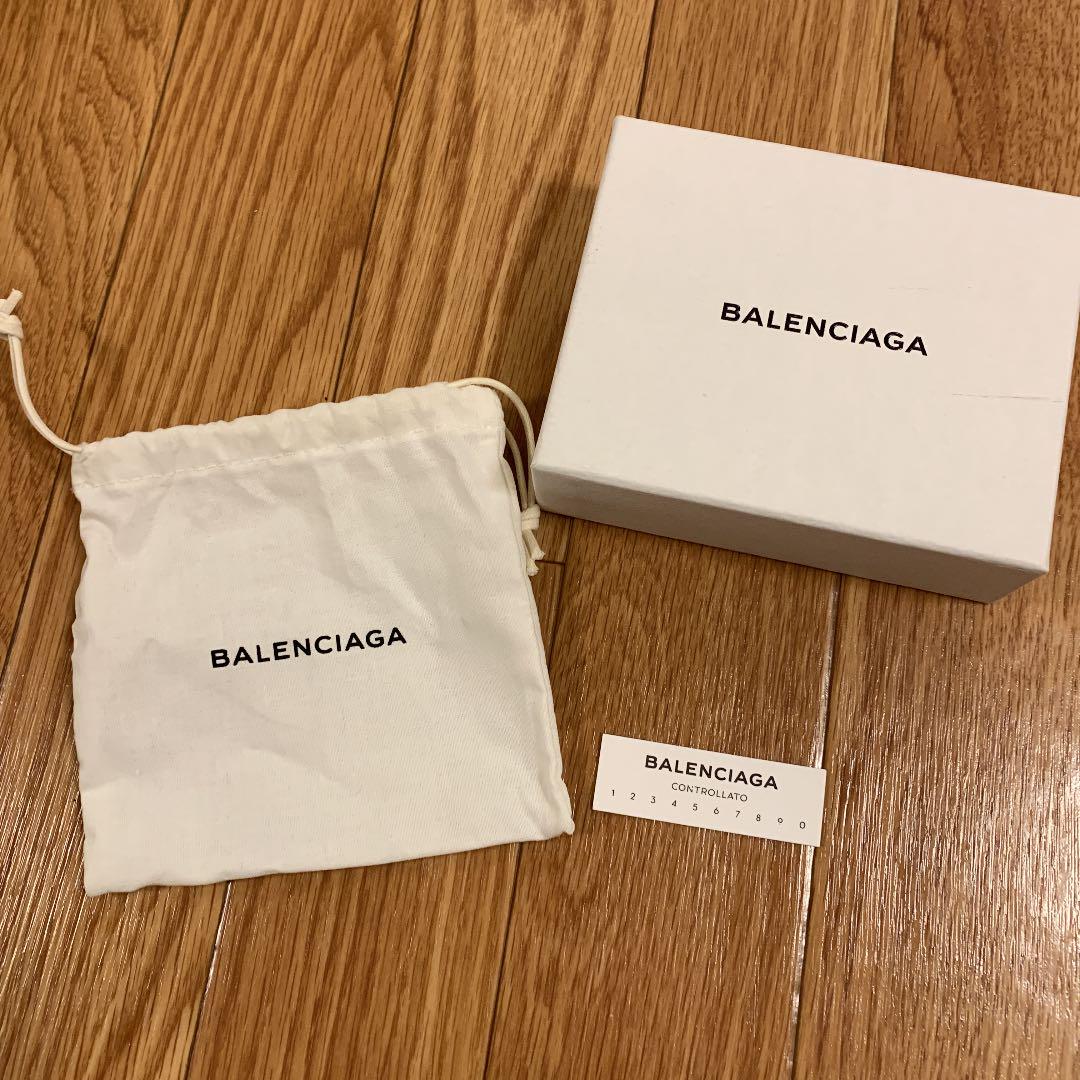 BALENCIAGA
BALENCIAGA
BALENCIAGA
CONTROLLATO
1 2 3 4 5 6 7 8 9 0